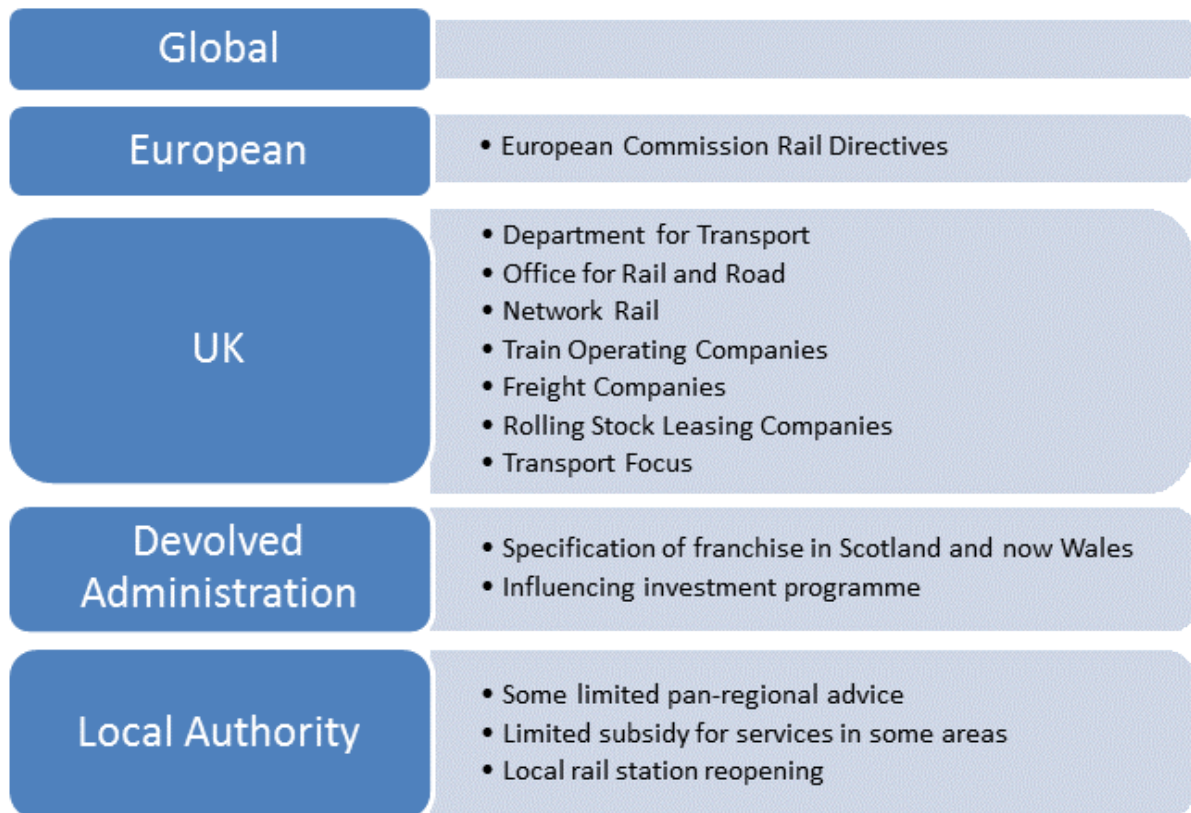 Global
European
• European Commission Rail Directives
UK
• Department for Transport
• Office for Rail and Road
• Network Rail
• Train Operating Companies
• Freight Companies
• Rolling Stock Leasing Companies
• Transport Focus
Devolved
Administration
• Specification of franchise in Scotland and now Wales
• Influencing investment programme
Local Authority
• Some limited pan-regional advice
• Limited subsidy for services in some areas
• Local rail station reopening